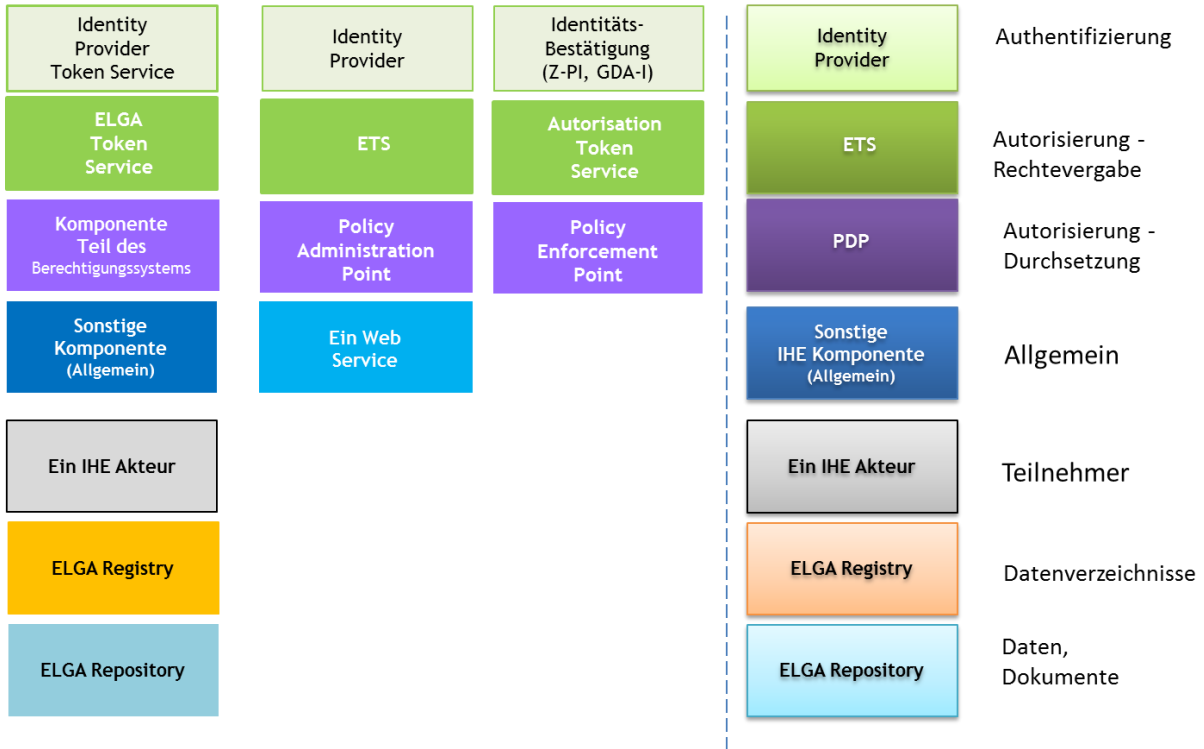 Identity
Provider
Token Service
Identity
Provider
Identitäts-
Bestätigung
(Z-PI, GDA-I)
Identity
Provider
Authentifizierung
ELGA
Token
Service
ETS
Autorisation
Token
Service
ETS
Autorisierung -
Rechtevergabe
Komponente
Teil des
Berechtigungssystems
Policy
Administration
Point
Policy
Enforcement
Point
PDP
Autorisierung -
Durchsetzung
Sonstige
Komponente
(Allgemein)
Ein Web
Service
Sonstige
IHE Komponente
(Allgemein)
Allgemein
Ein IHE Akteur
Ein IHE Akteur
Teilnehmer
ELGA Registry
ELGA Registry
Datenverzeichnisse
ELGA Repository
ELGA Repository
Daten,
Dokumente